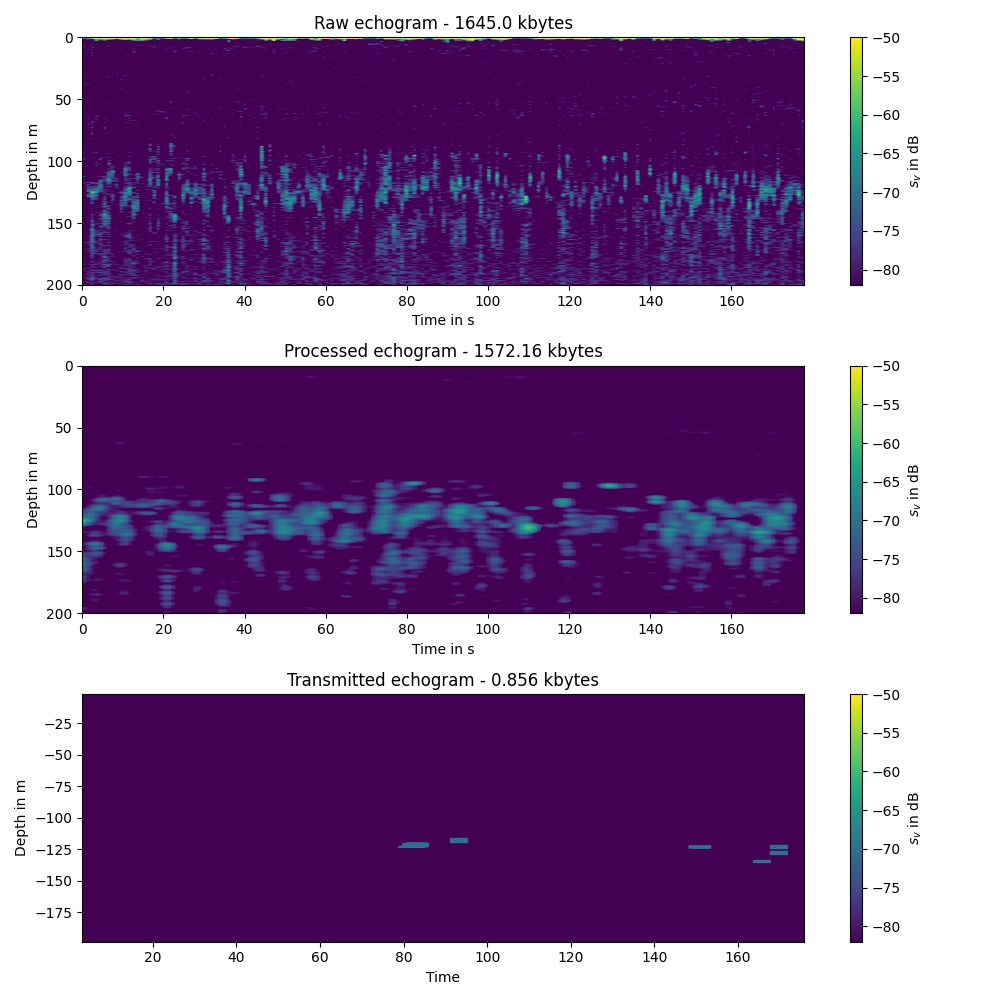 Raw echogram - 1645.0 kbytes
0
50
100
150
200
Depth in m
0 20 40 60 80 100 120 140 160
Time in s
−50
−55
−60
−65
−70
−75
−80
sv in dB
Processed echogram - 1572.16 kbytes
0
50
100
150
200
Depth in m
0 20 40 60 80 100 120 140 160
Time in s
−50
−55
−60
−65
−70
−75
−80
sv in dB
Transmitted echogram - 0.856 kbytes
−25
−50
−75
−100
−125
−150
−175
Depth in m
20 40 60 80 100 120 140 160
Time
−50
−55
−60
−65
−70
−75
−80
sv in dB